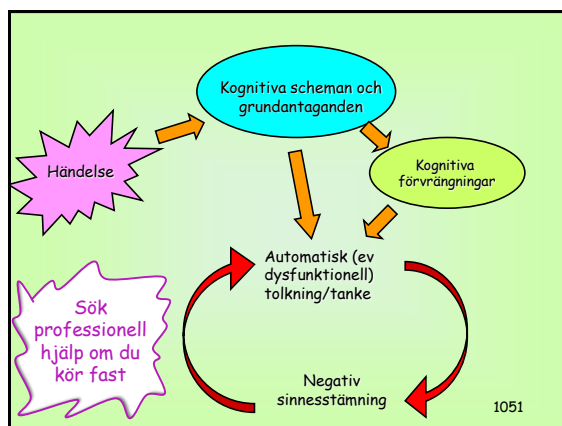 Kognitiva scheman och
grundantaganden
Händelse
Kognitiva
förvrängningar
Automatisk (ev
dysfunktionell)
tolkning/tanke
Sök
professionell
hjälp om du
kör fast
Negativ
sinnesstämning
1051